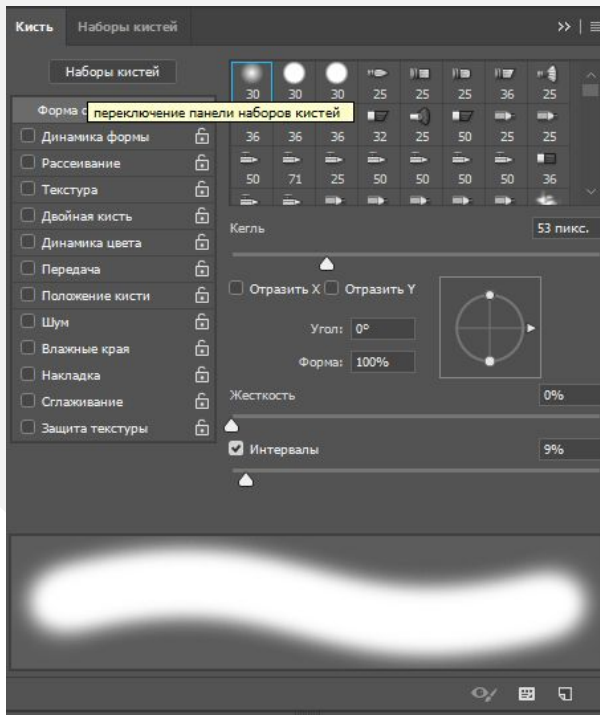 Кисть Наборы кистей
Наборы кистей
30 30 30 25 25 25 36 25
Форма
переключение панели наборов кистей
Динамика формы
36 36 36 32 25 50 25 25
Рассеивание
50 71 25 50 50 50 50 36
Текстура
Двойная кисть
Кегль 53 пикс.
Динамика цвета
Передача
Положение кисти
Отразить X Отразить Y
Шум
Угол: 0°
Влажные края
Форма: 100%
Накладка
Сглаживание
Жесткость 0%
Защита текстуры
Интервалы 9%